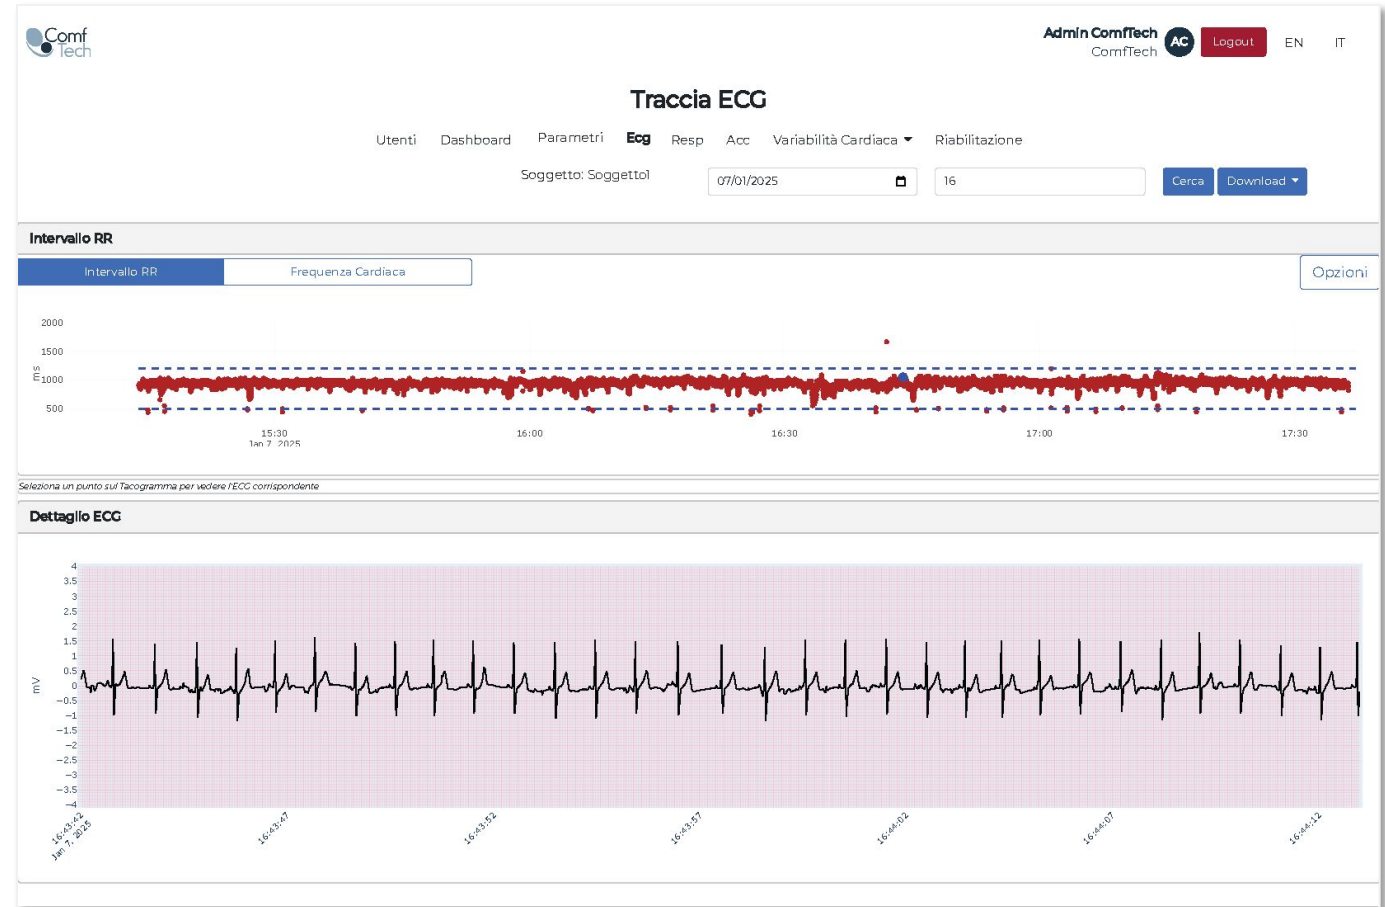 Comf
Tech
Admin ComfTech
ComfTech
AC
Logout
EN
IT
Traccia ECG
Utenti
Dashboard
Parametri
Ecg
Resp
Acc
Variabilità Cardiaca
Riabilitazione
Soggetto: Soggetto1
07/01/2025
16
Cerca
Download
Intervallo RR
Intervallo RR
Frequenza Cardiaca
Opzioni
2000
1500
1000
500
ms
15:30
Jan 7, 2025
16:00
16:30
17:00
17:30
Seleziona un punto sul Tacogramma per vedere l'ECG corrispondente
Dettaglio ECG
4
3.5
3
2.5
2
1.5
1
0.5
0
−0.5
−1
−1.5
−2
−2.5
−3
−3.5
−4
mV
16:43:42
Jan 7, 2025
16:43:47
16:43:52
16:43:57
16:44:02
16:44:07
16:44:12